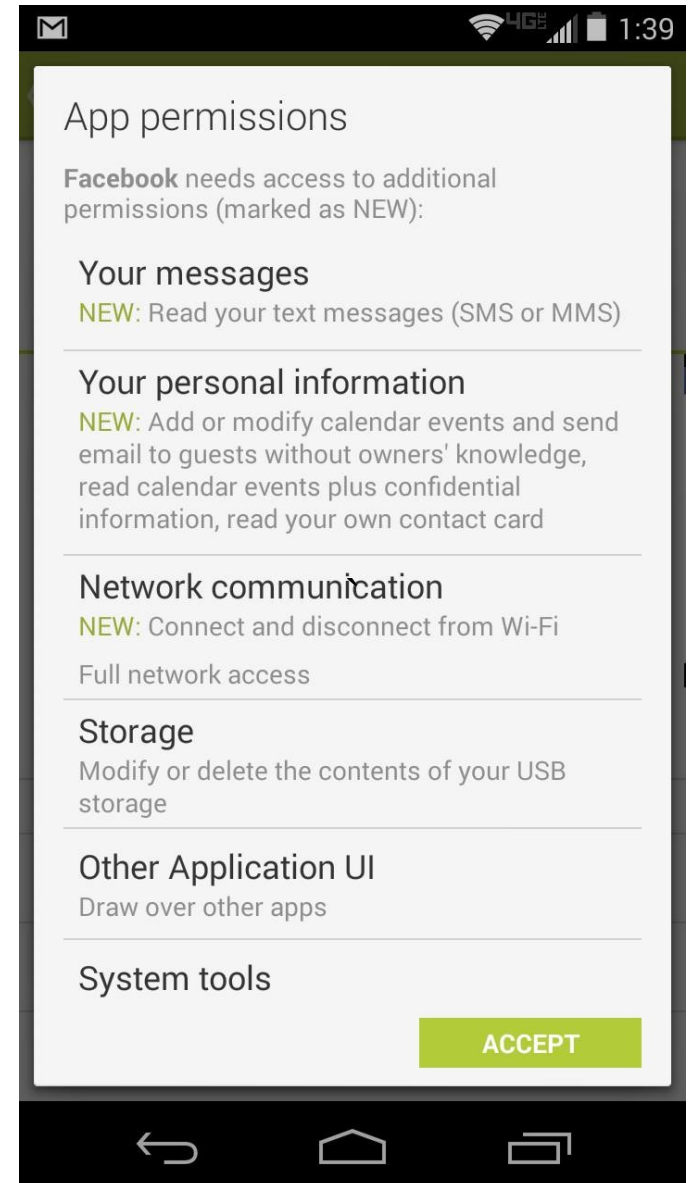 4G LTE 1:39
App permissions
Facebook needs access to additional
permissions (marked as NEW):
Your messages
NEW: Read your text messages (SMS or MMS)
Your personal information
NEW: Add or modify calendar events and send
email to guests without owners' knowledge,
read calendar events plus confidential
information, read your own contact card
Network communication
NEW: Connect and disconnect from Wi-Fi
Full network access
Storage
Modify or delete the contents of your USB
storage
Other Application UI
Draw over other apps
System tools
ACCEPT